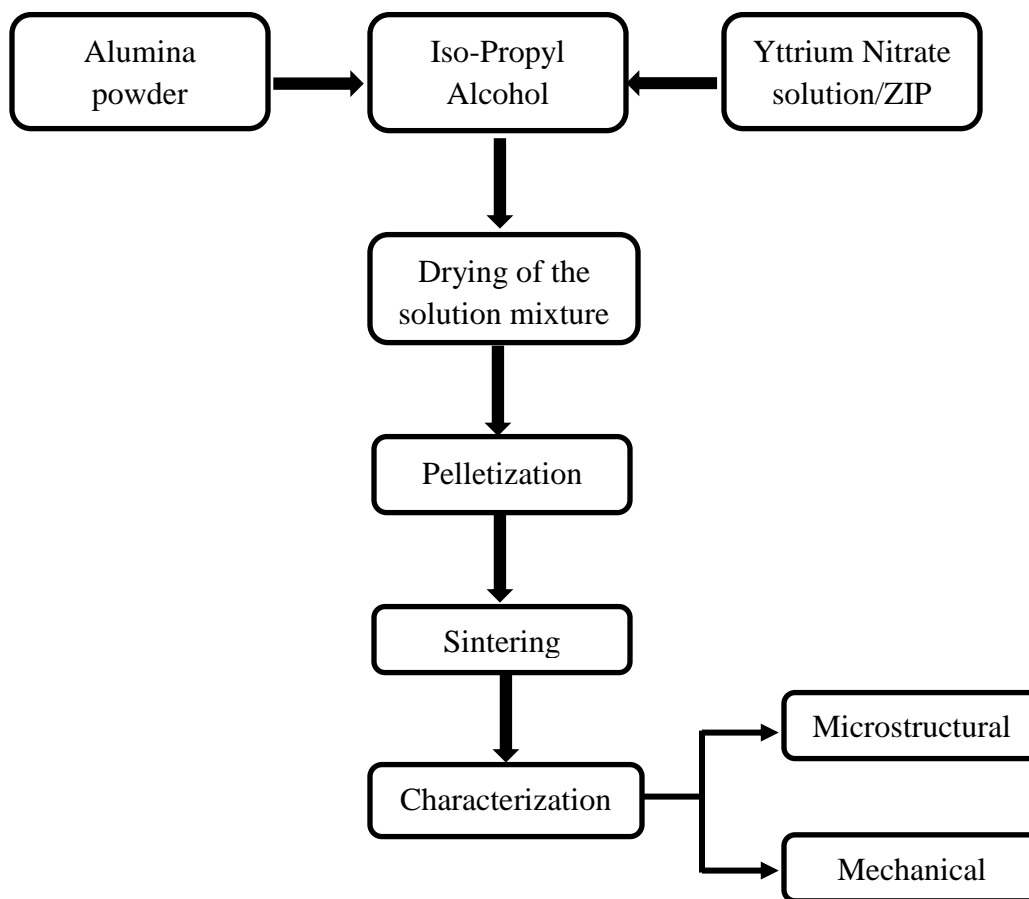 Alumina
powder
Iso-Propyl
Alcohol
Yttrium Nitrate
solution/ZIP
Drying of the
solution mixture
Pelletization
Sintering
Characterization
Microstructural
Mechanical